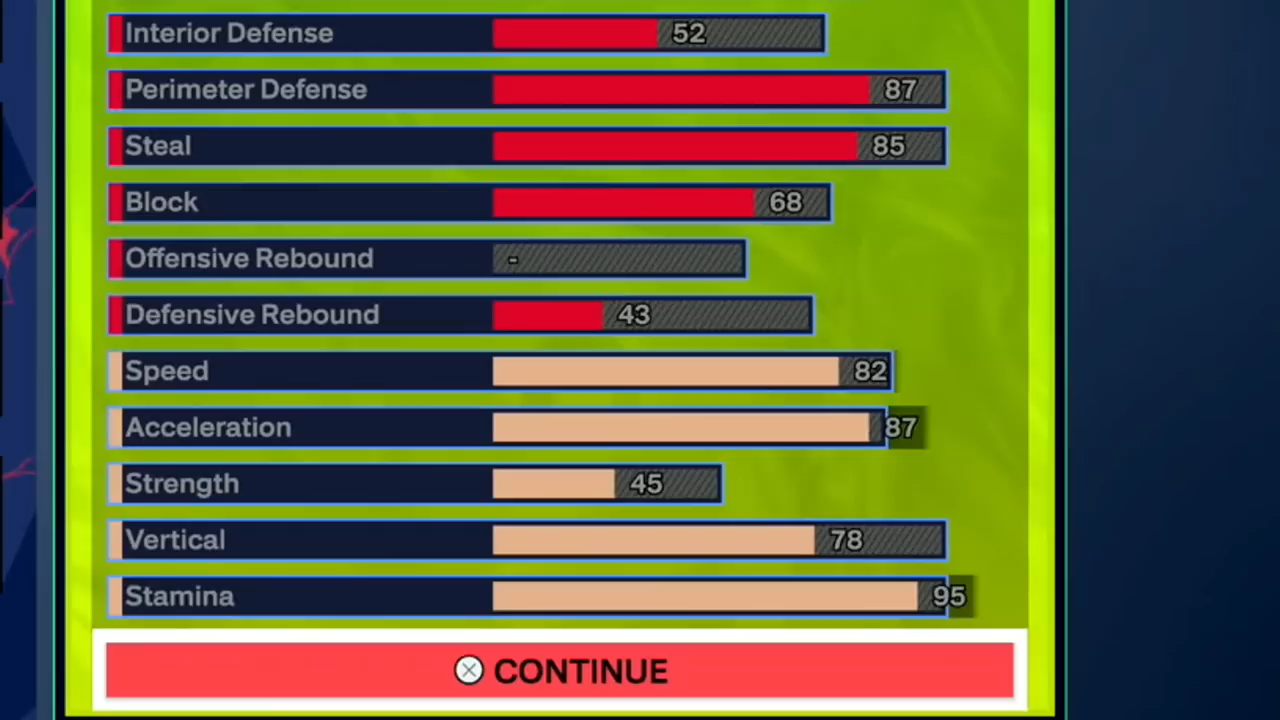 Interior Defense 52
Perimeter Defense 87
Steal 85
Block 68
Offensive Rebound -
Defensive Rebound 43
Speed 82
Acceleration 87
Strength 45
Vertical 78
Stamina 95
CONTINUE